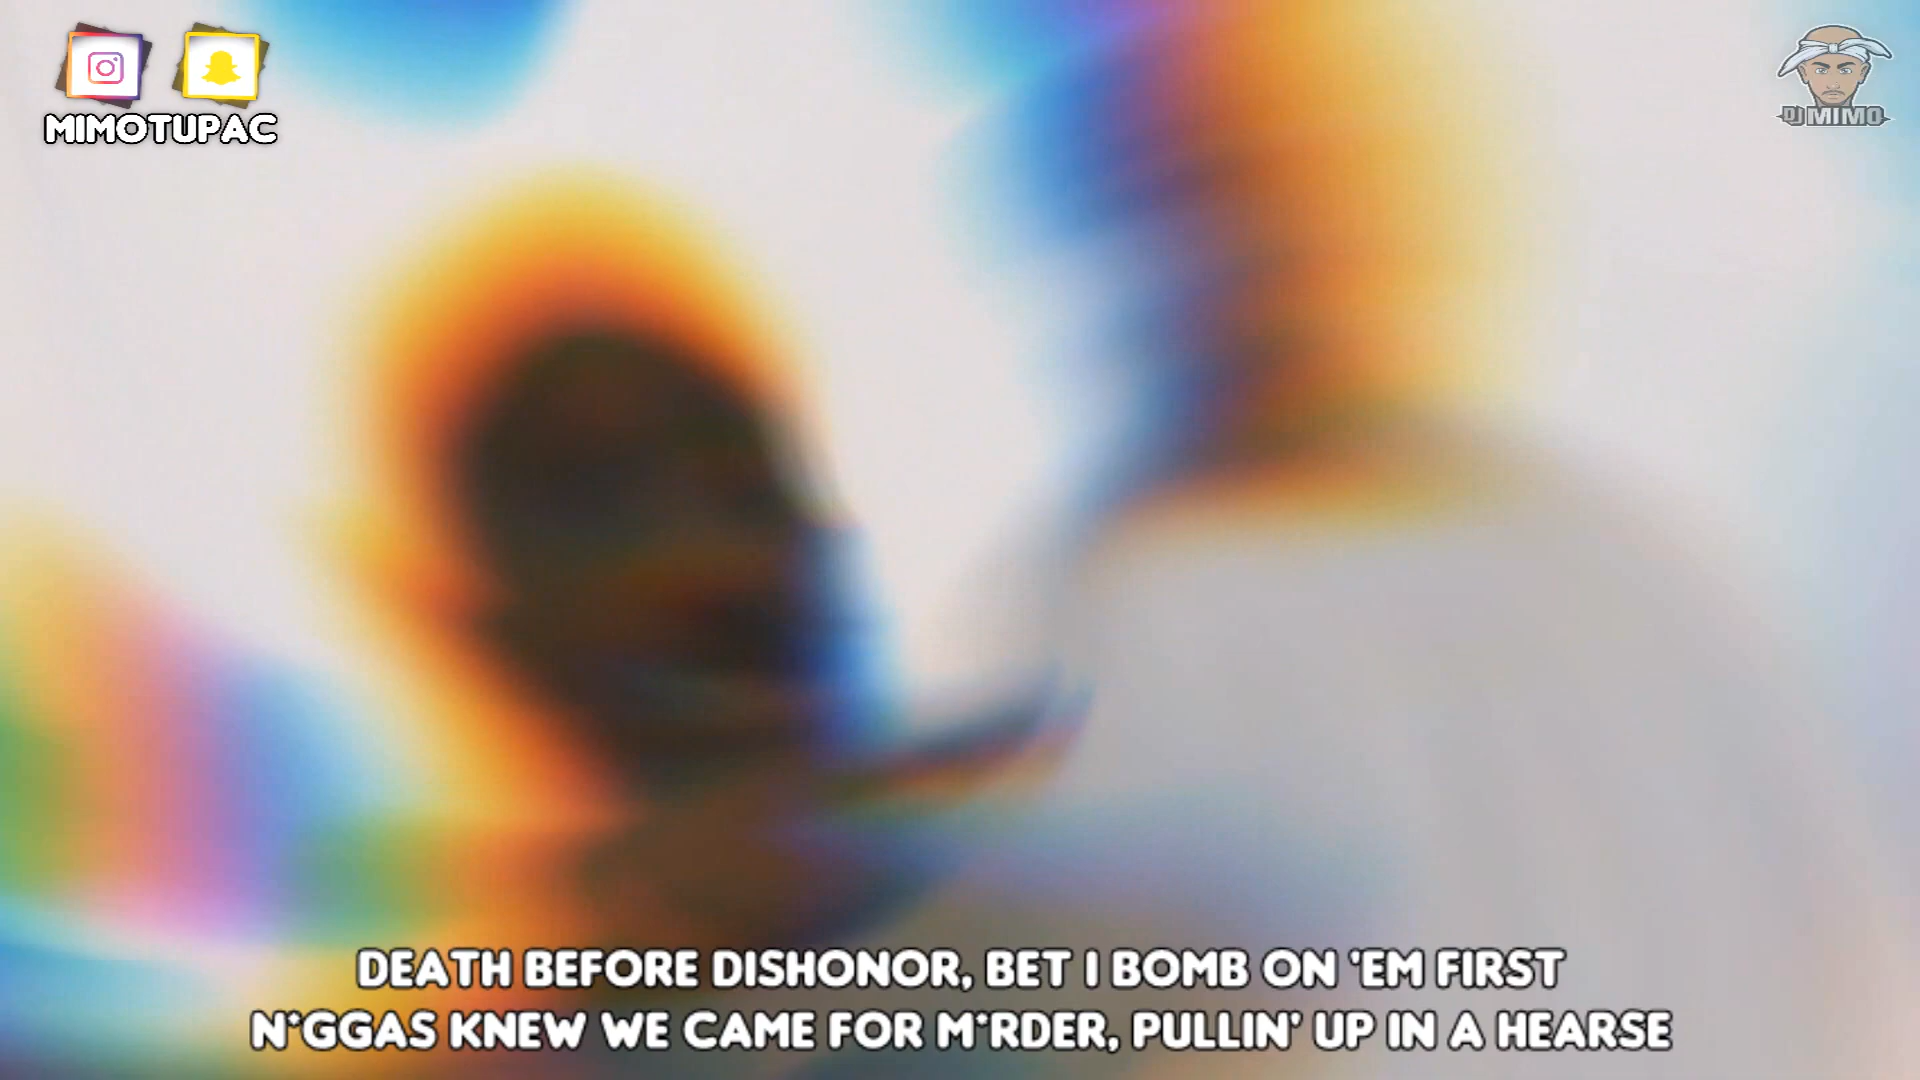 MIMOTUPAC
DJ MIMO
DEATH BEFORE DISHONOR, BET I BOMB ON 'EM FIRST
N*GGAS KNEW WE CAME FOR M*RDER, PULLIN' UP IN A HEARSE